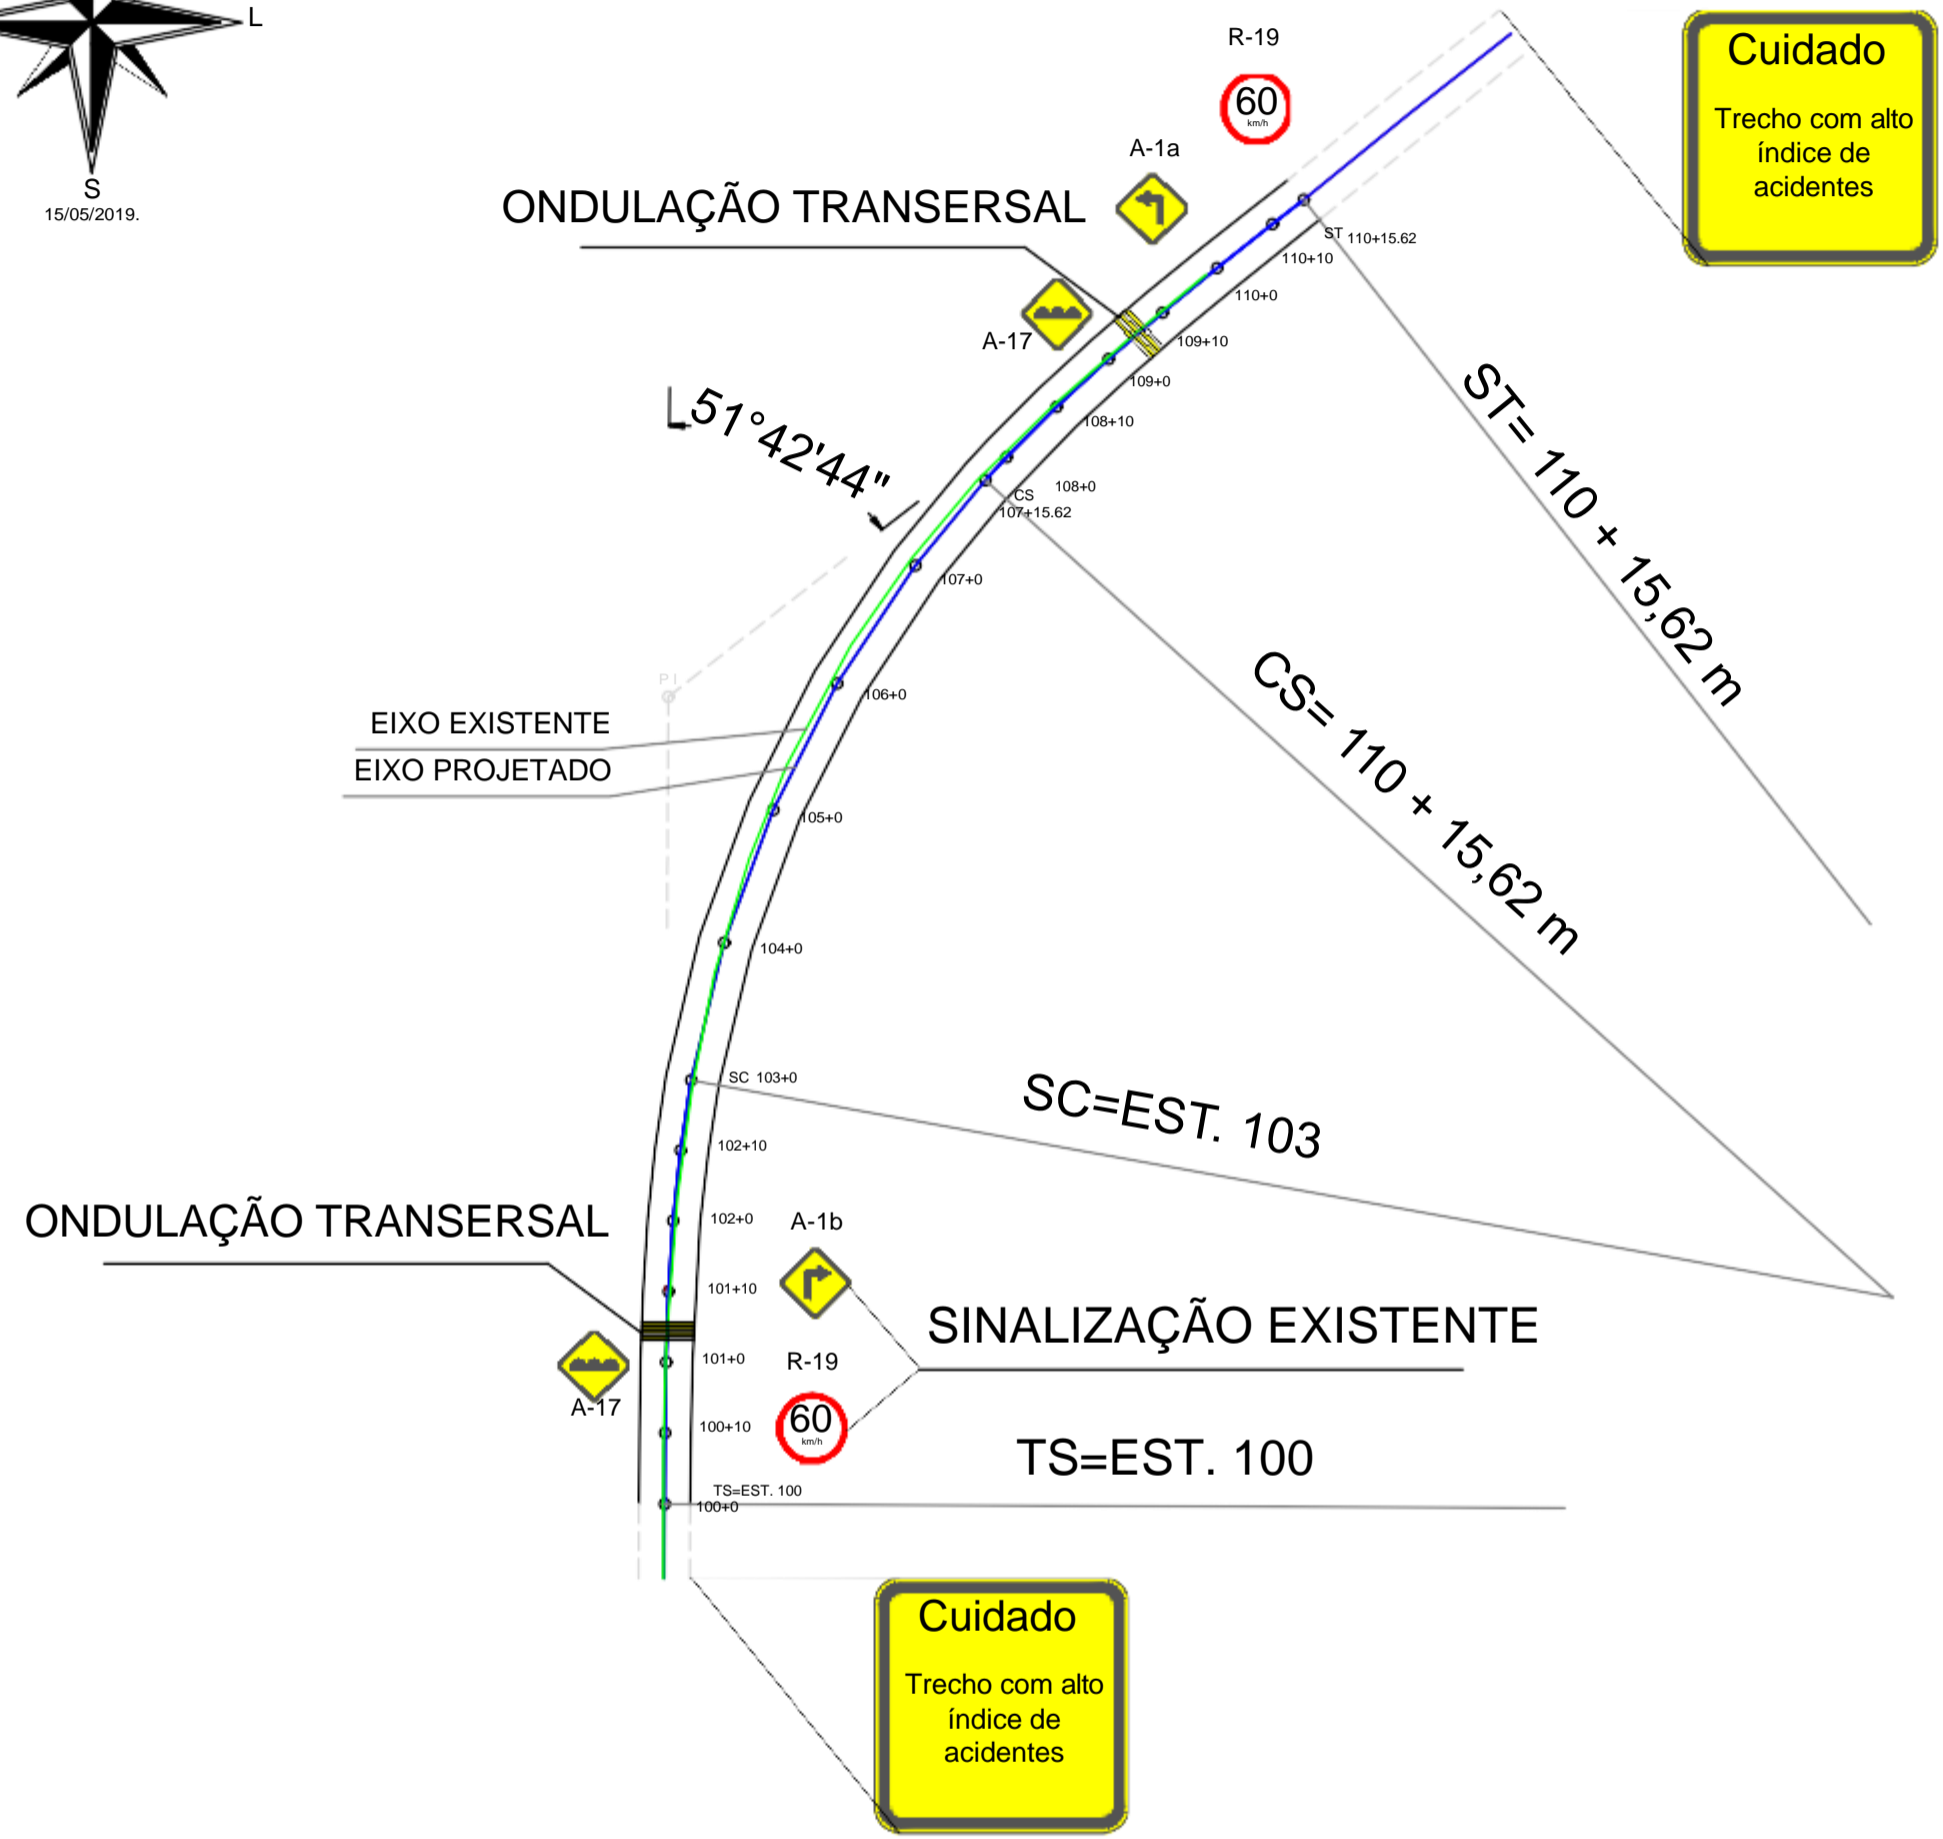 L
S
15/05/2019.
R-19
60
km/h
A-1a
ONDULAÇÃO TRANSERSAL
A-17
Cuidado
Trecho com alto
índice de
acidentes
ST 110+15.62
110+10
110+0
109+10
109+0
108+10
108+0
CS
107+15.62
107+0
106+0
105+0
104+0
SC 103+0
102+10
102+0
101+10
101+0
100+10
TS=EST. 100
100+0
51°42'44"
ST= 110 + 15,62 m
CS= 110 + 15,62 m
PI
EIXO EXISTENTE
EIXO PROJETADO
SC=EST. 103
ONDULAÇÃO TRANSERSAL
A-1b
SINALIZAÇÃO EXISTENTE
R-19
60
km/h
A-17
TS=EST. 100
Cuidado
Trecho com alto
índice de
acidentes